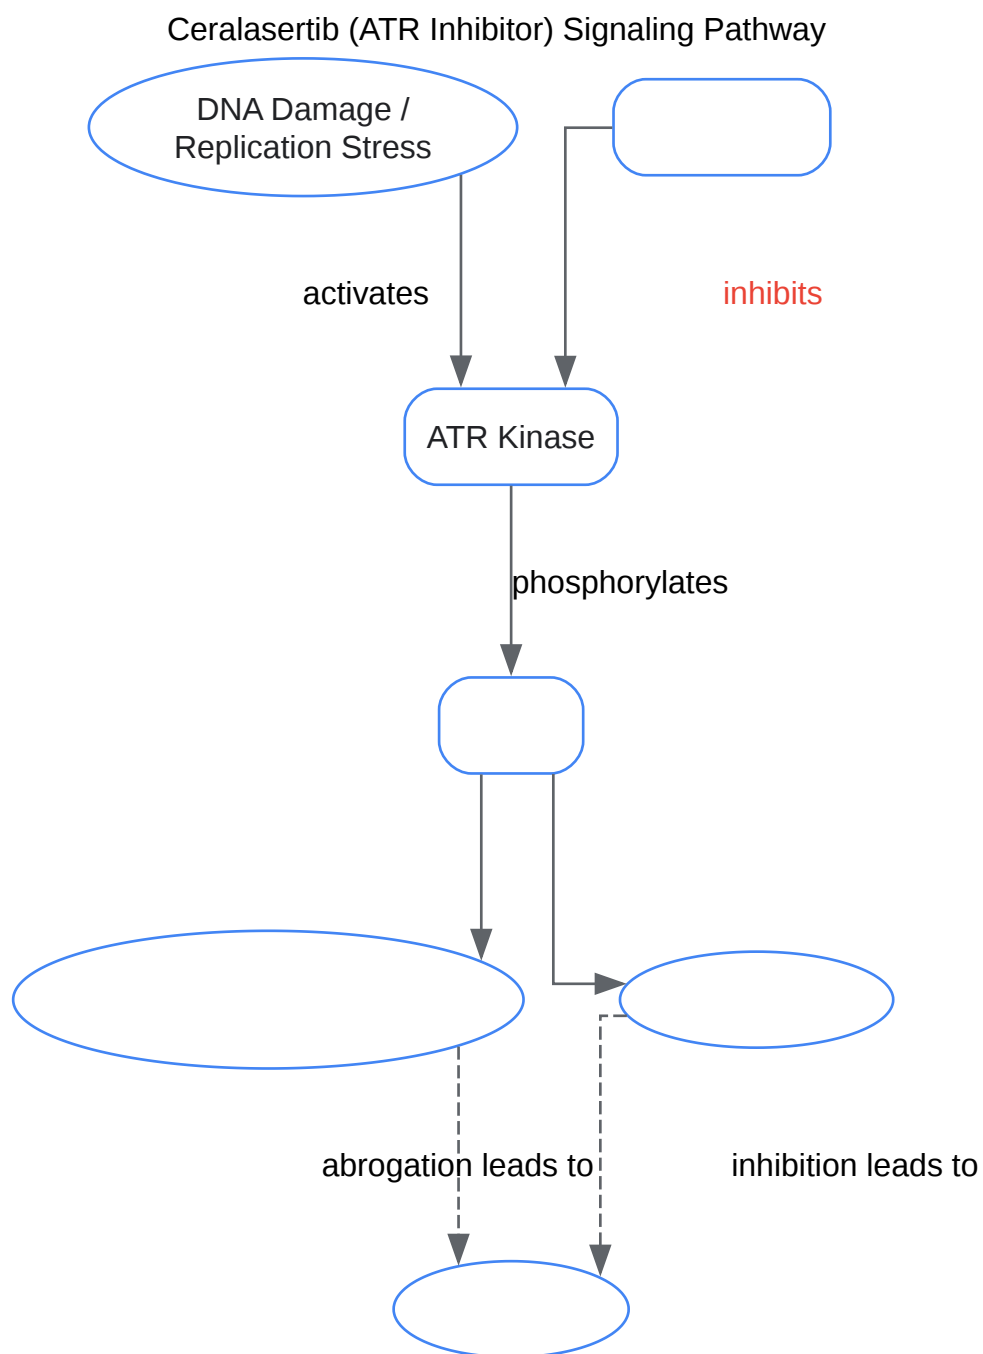 Ceralasertib (ATR Inhibitor) Signaling Pathway
DNA Damage /
Replication Stress
activates
inhibits
ATR Kinase
phosphorylates
abrogation leads to
inhibition leads to